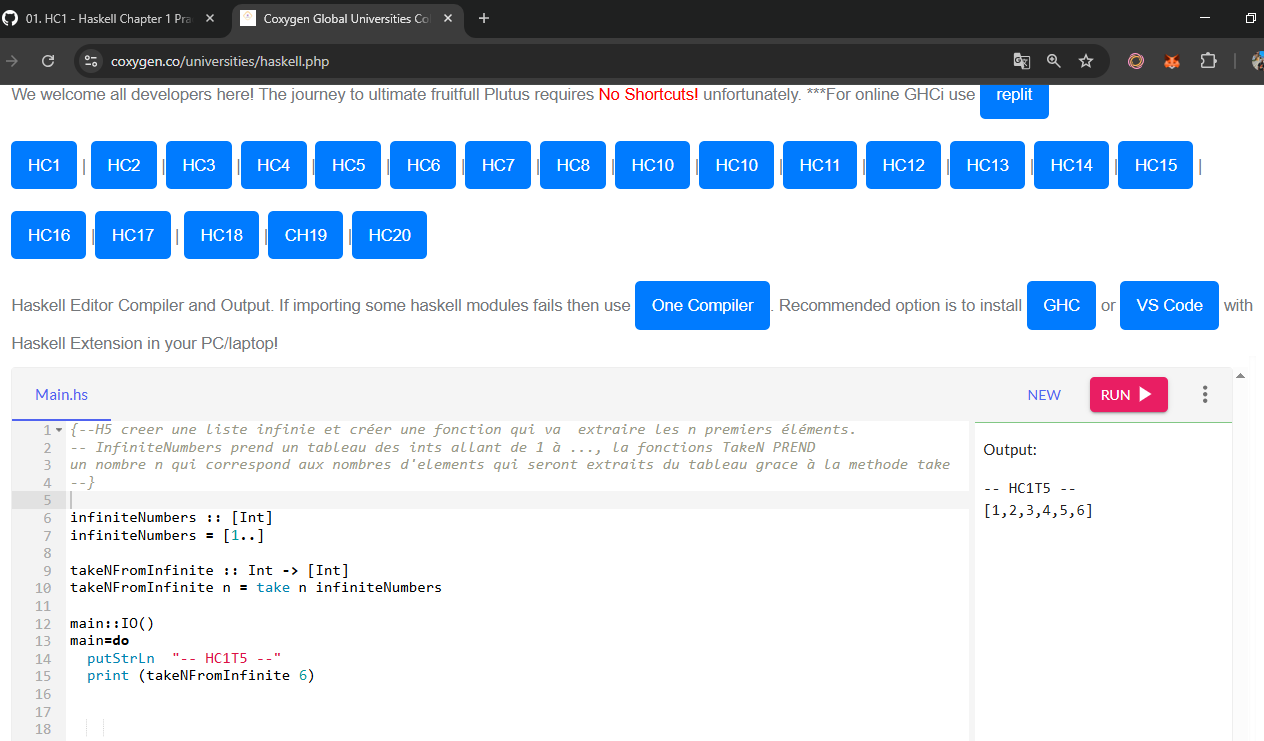 01. HC1 - Haskell Chapter 1 Pra
Coxygen Global Universities Co
coxygen.co/universities/haskell.php
We welcome all developers here! The journey to ultimate fruitfull Plutus requires No Shortcuts! unfortunately. ***For online GHCi use replit
HC1 | HC2 | HC3 | HC4 | HC5 | HC6 | HC7 | HC8 | HC10 | HC10 | HC11 | HC12 | HC13 | HC14 | HC15 |
HC16 | HC17 | HC18 | CH19 | HC20
Haskell Editor Compiler and Output. If importing some haskell modules fails then use One Compiler . Recommended option is to install GHC or VS Code with
Haskell Extension in your PC/laptop!
Main.hs
NEW
RUN
1 {--H5 creer une liste infinie et créer une fonction qui va  extraire les n premiers éléments.
2 -- InfiniteNumbers prend un tableau des ints allant de 1 à ..., la fonctions TakeN PREND
3 un nombre n qui correspond aux nombres d'elements qui seront extraits du tableau grace à la methode take
4 --}
5
6 infiniteNumbers :: [Int]
7 infiniteNumbers = [1..]
8
9 takeNFromInfinite :: Int -> [Int]
10 takeNFromInfinite n = take n infiniteNumbers
11
12 main::IO()
13 main=do
14   putStrLn  "-- HC1T5 --"
15   print (takeNFromInfinite 6)
16
17
18
Output:
-- HC1T5 --
[1,2,3,4,5,6]